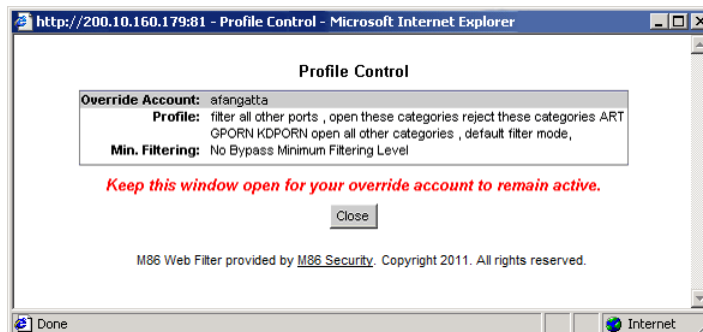 http://200.10.160.179:81 - Profile Control - Microsoft Internet Explorer
Profile Control
Override Account: afangatta
Profile: filter all other ports , open these categories reject these categories ART
GPORN KDPORN open all other categories , default filter mode,
Min. Filtering: No Bypass Minimum Filtering Level
Keep this window open for your override account to remain active.
Close
M86 Web Filter provided by M86 Security. Copyright 2011. All rights reserved.
Done
Internet